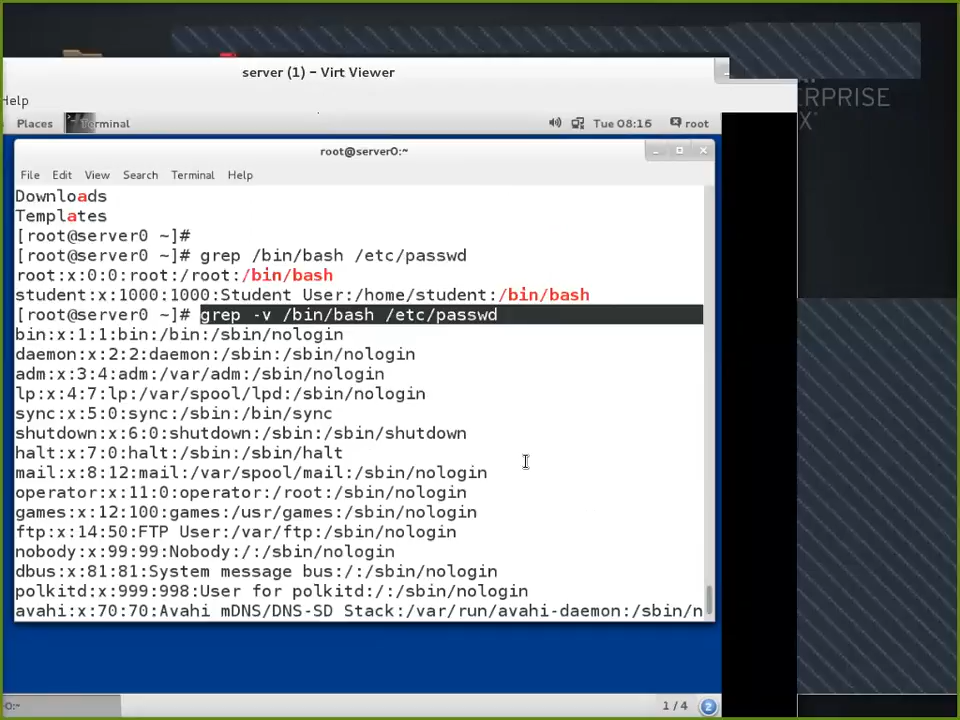 server (1) – Virt Viewer
Help
ERPRISE
Places
Terminal
Tue 08:16
root
root@server0:~
File Edit View Search Terminal Help
Downloads
Templates
[root@server0 ~]#
[root@server0 ~]# grep /bin/bash /etc/passwd
root:x:0:0:root:/root:/bin/bash
student:x:1000:1000:Student User:/home/student:/bin/bash
[root@server0 ~]# grep -v /bin/bash /etc/passwd
bin:x:1:1:bin:/bin:/sbin/nologin
daemon:x:2:2:daemon:/sbin:/sbin/nologin
adm:x:3:4:adm:/var/adm:/sbin/nologin
lp:x:4:7:lp:/var/spool/lpd:/sbin/nologin
sync:x:5:0:sync:/sbin:/bin/sync
shutdown:x:6:0:shutdown:/sbin:/sbin/shutdown
halt:x:7:0:halt:/sbin:/sbin/halt
mail:x:8:12:mail:/var/spool/mail:/sbin/nologin
operator:x:11:0:operator:/root:/sbin/nologin
games:x:12:100:games:/usr/games:/sbin/nologin
ftp:x:14:50:FTP User:/var/ftp:/sbin/nologin
nobody:x:99:99:Nobody:/:/sbin/nologin
dbus:x:81:81:System message bus:/:/sbin/nologin
polkitd:x:999:998:User for polkitd:/:/sbin/nologin
avahi:x:70:70:Avahi mDNS/DNS-SD Stack:/var/run/avahi-daemon:/sbin/n
0:~
1 / 4
2